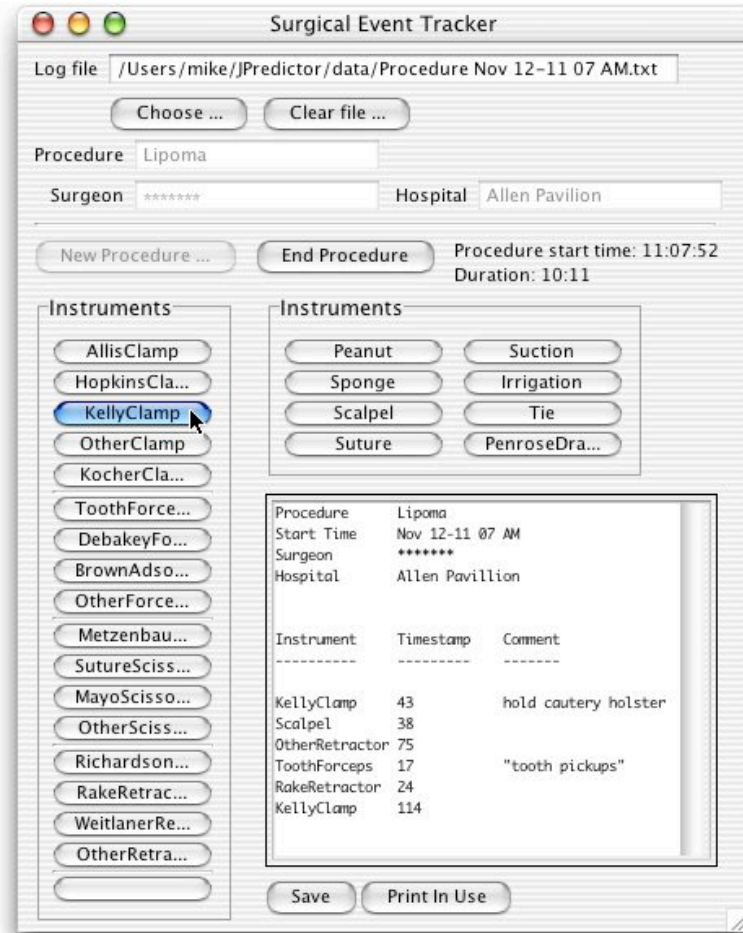 Surgical Event Tracker
Log file /Users/mike/JPredictor/data/Procedure Nov 12-11 07 AM.txt
Choose ... Clear file ...
Procedure Lipoma
Surgeon ******* Hospital Allen Pavilion
New Procedure ... End Procedure
Procedure start time: 11:07:52
Duration: 10:11
Instruments
AllisClamp
HopkinsCla...
KellyClamp
OtherClamp
KocherCla...
ToothForce...
DebakeyFo...
BrownAdso...
OtherForce...
Metzenbau...
SutureSciss...
MayoScisso...
OtherSciss...
Richardson...
RakeRetrac...
WeitlanerRe...
OtherRetra...
Instruments
Peanut Suction
Sponge Irrigation
Scalpel Tie
Suture PenroseDra...
Procedure Lipoma
Start Time Nov 12-11 07 AM
Surgeon *******
Hospital Allen Pavillion
Instrument Timestamp Comment
---------- --------- -------
KellyClamp 43 hold cautery holster
Scalpel 38
OtherRetractor 75
ToothForceps 17 "tooth pickups"
RakeRetractor 24
KellyClamp 114
Save Print In Use